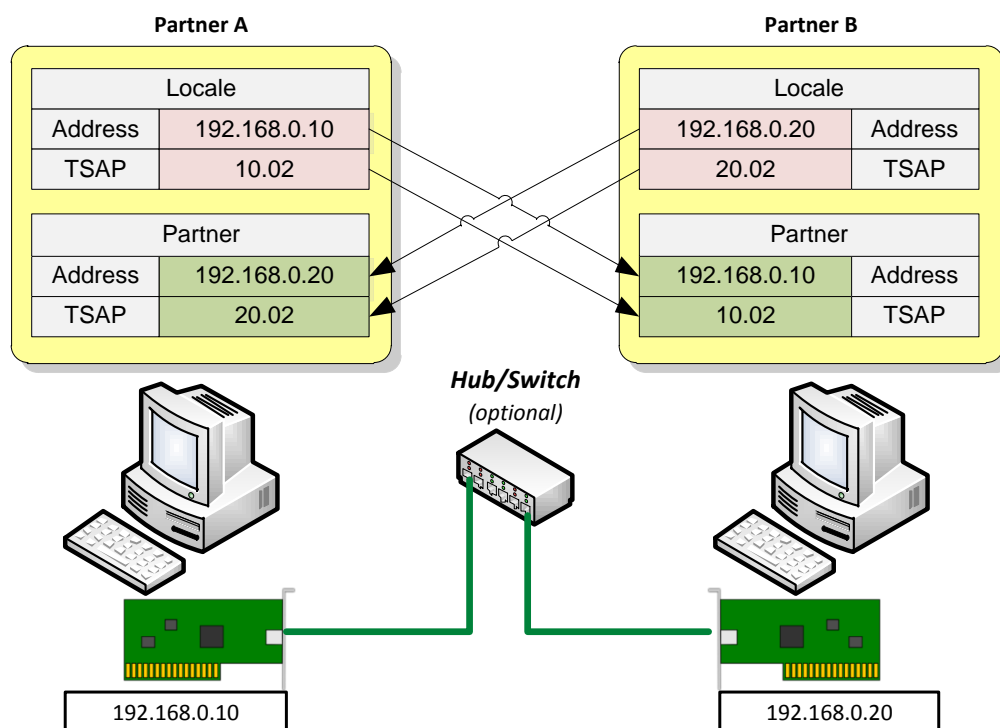 Partner A
Partner B
Locale
Address 192.168.0.10
TSAP 10.02
Partner
Address 192.168.0.20
TSAP 20.02
Locale
192.168.0.20 Address
20.02 TSAP
Partner
192.168.0.10 Address
10.02 TSAP
Hub/Switch
(optional)
192.168.0.10
192.168.0.20